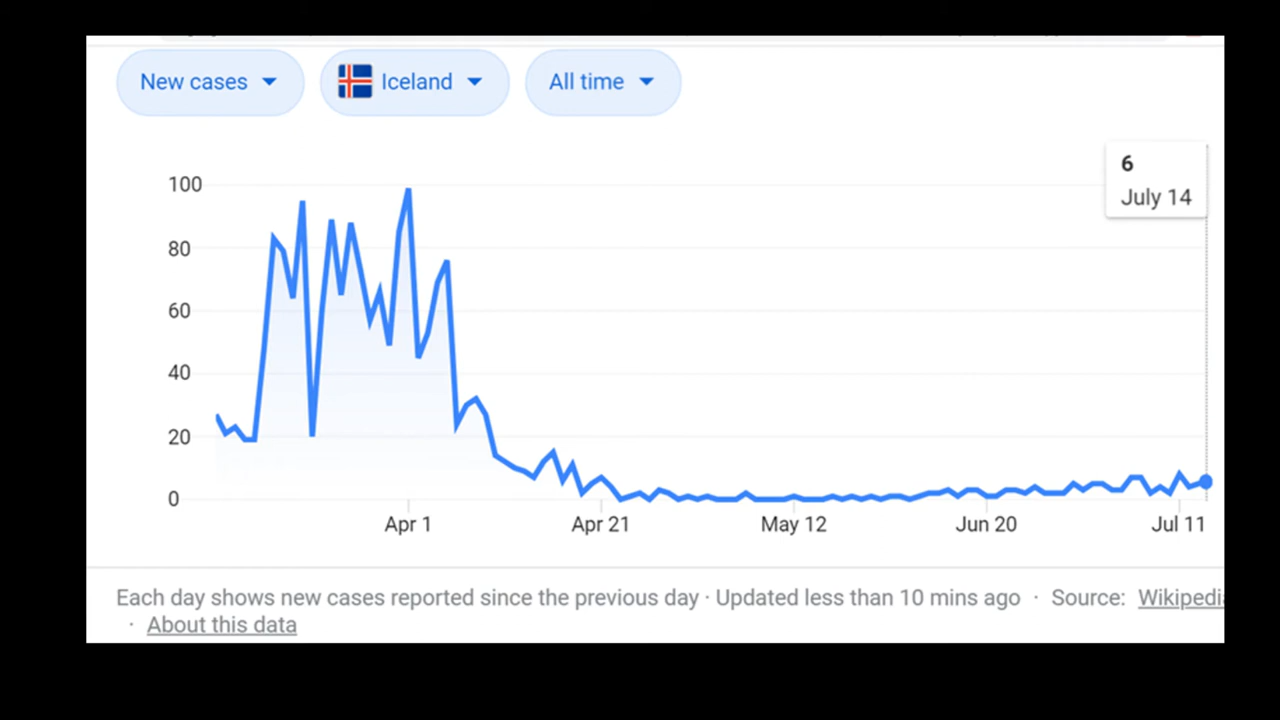 New cases Iceland All time
6
July 14
100
80
60
40
20
0
Apr 1 Apr 21 May 12 Jun 20 Jul 11
Each day shows new cases reported since the previous day · Updated less than 10 mins ago · Source: Wikipedi
· About this data